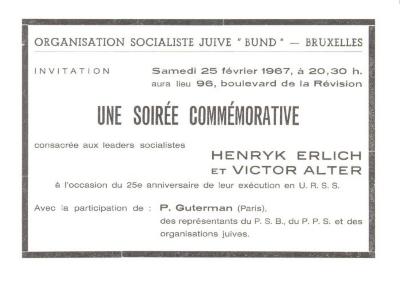 ORGANISATION SOCIALISTE JUIVE "BUND" — BRUXELLES
INVITATION
Samedi 25 février 1967, à 20,30 h.
aura lieu 96, boulevard de la Révision
UNE SOIRÉE COMMÉMORATIVE
consacrée aux leaders socialistes
HENRYK ERLICH
ET VICTOR ALTER
à l'occasion du 25e anniversaire de leur exécution en U. R. S. S.
Avec la participation de : P. Guterman (Paris),
des représentants du P. S. B., du P. P. S. et des
organisations juives.